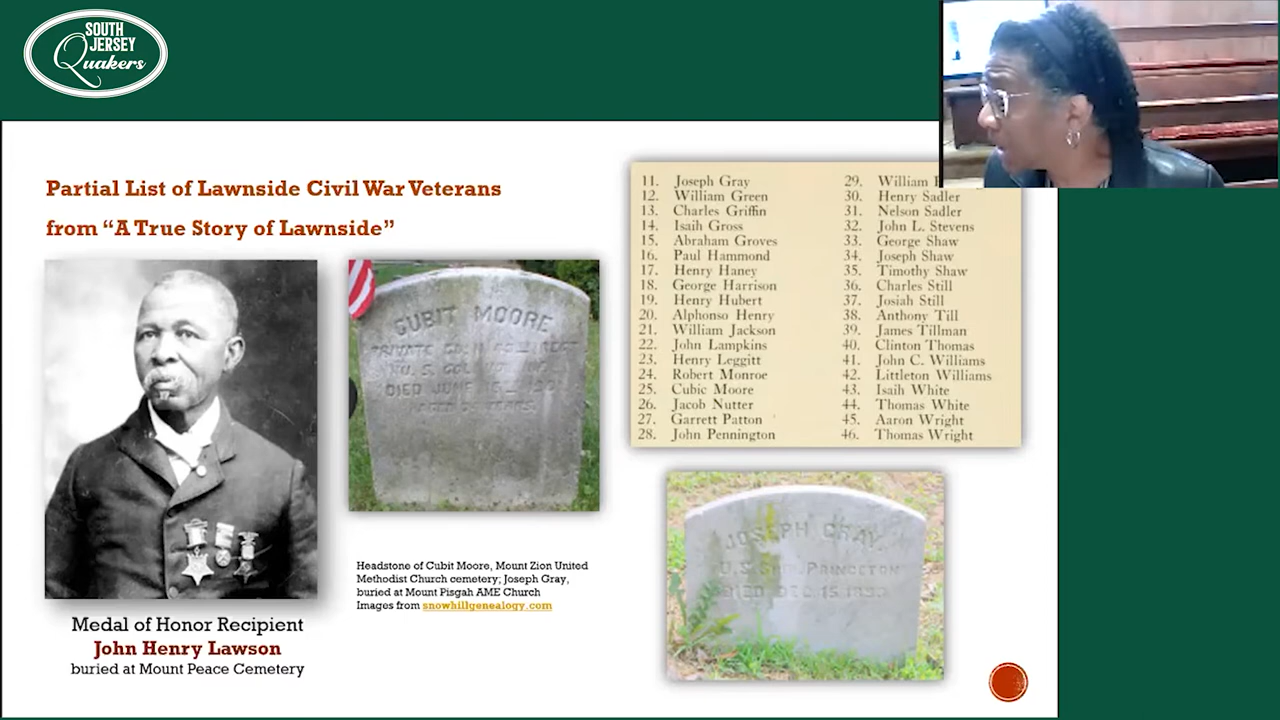 SOUTH
JERSEY
Quakers
Partial List of Lawnside Civil War Veterans
from “A True Story of Lawnside”
11. Joseph Gray
12. William Green
13. Charles Griffin
14. Isaih Gross
15. Abraham Groves
16. Paul Hammond
17. Henry Haney
18. George Harrison
19. Henry Hubert
20. Alphonso Henry
21. William Jackson
22. John Lampkins
23. Henry Leggitt
24. Robert Monroe
25. Cubic Moore
26. Jacob Nutter
27. Garrett Patton
28. John Pennington
29. William
30. Henry Sadler
31. Nelson Sadler
32. John L. Stevens
33. George Shaw
34. Joseph Shaw
35. Timothy Shaw
36. Charles Still
37. Josiah Still
38. Anthony Till
39. James Tillman
40. Clinton Thomas
41. John C. Williams
42. Littleton Williams
43. Isaih White
44. Thomas White
45. Aaron Wright
46. Thomas Wright
CUBIT MOORE
PRIVATE CO.
U. S. COL
DIED JUNE
JOSEPH GRAY.
U.S. PRINCETON
DIED DEC 15
Headstone of Cubit Moore, Mount Zion United
Methodist Church cemetery; Joseph Gray,
buried at Mount Pisgah AME Church
Images from snowhillgenealogy.com
Medal of Honor Recipient
John Henry Lawson
buried at Mount Peace Cemetery